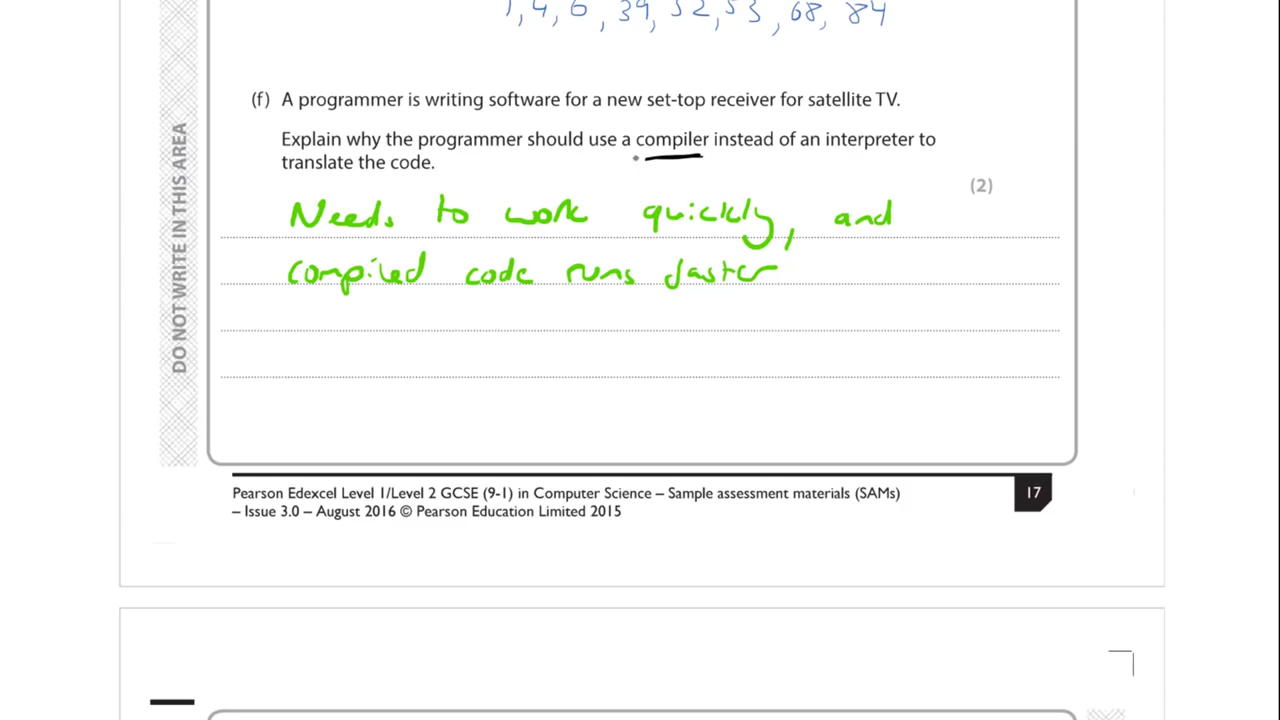 1, 4, 6, 39, 52, 53, 68, 84
(f) A programmer is writing software for a new set-top receiver for satellite TV.
Explain why the programmer should use a compiler instead of an interpreter to
translate the code.
(2)
Needs to work quickly, and
compiled code runs faster
DO NOT WRITE IN THIS AREA
Pearson Edexcel Level 1/Level 2 GCSE (9-1) in Computer Science – Sample assessment materials (SAMs)
– Issue 3.0 – August 2016 © Pearson Education Limited 2015
17